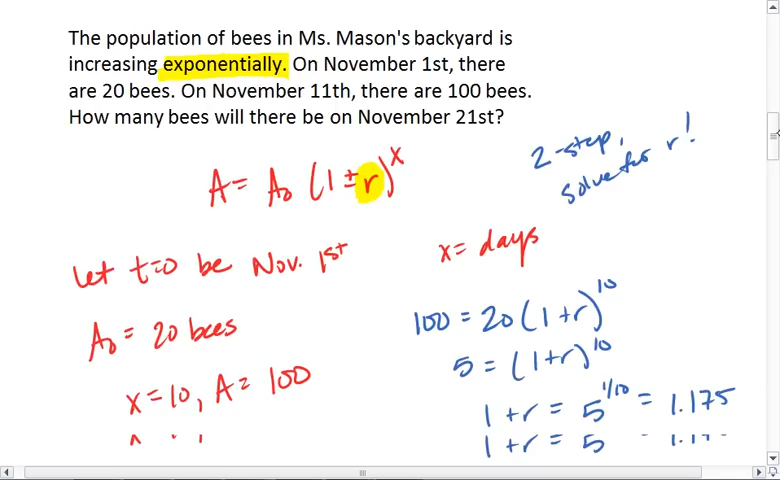 The population of bees in Ms. Mason's backyard is
increasing exponentially. On November 1st, there
are 20 bees. On November 11th, there are 100 bees.
How many bees will there be on November 21st?
2-step,
solve for r!
A = A₀ (1 ± r)ˣ
let t=0 be Nov. 1st
x = days
A₀ = 20 bees
100 = 20 (1 + r)¹⁰
5 = (1+r)¹⁰
x = 10, A = 100
1 + r = 5^1/10 = 1.175
1 + r = 5